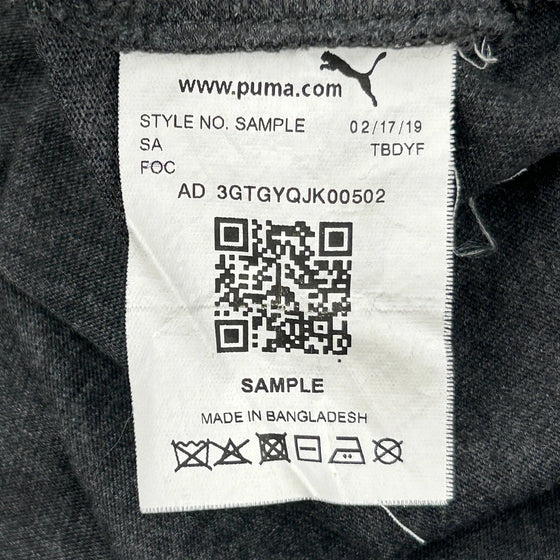 www.puma.com
STYLE NO. SAMPLE 02/17/19
SA TBDYF
FOC
AD 3GTGYQJK00502
SAMPLE
MADE IN BANGLADESH